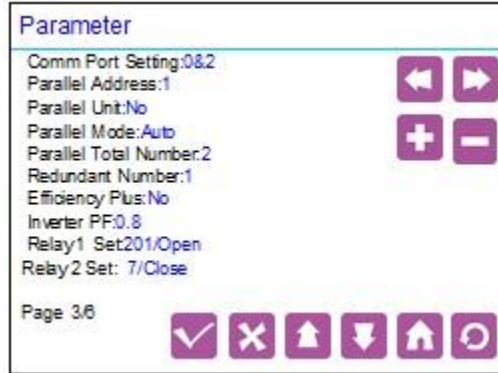 Parameter
Comm Port Setting:0&2
Parallel Address:1
Parallel Unit:No
Parallel Mode:Auto
Parallel Total Number:2
Redundant Number:1
Efficiency Plus:No
Inverter PF:0.8
Relay1 Set:201/Open
Relay2 Set: 7/Close
Page 3/6